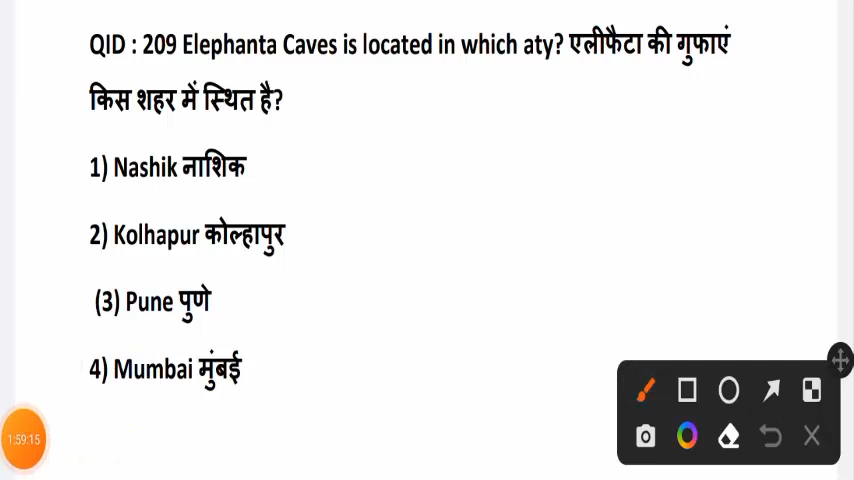 QID : 209 Elephanta Caves is located in which aty? एलीफैटा की गुफाएं
किस शहर में स्थित है?
1) Nashik नाशिक
2) Kolhapur कोल्हापुर
(3) Pune पुणे
4) Mumbai मुंबई
1:59:15